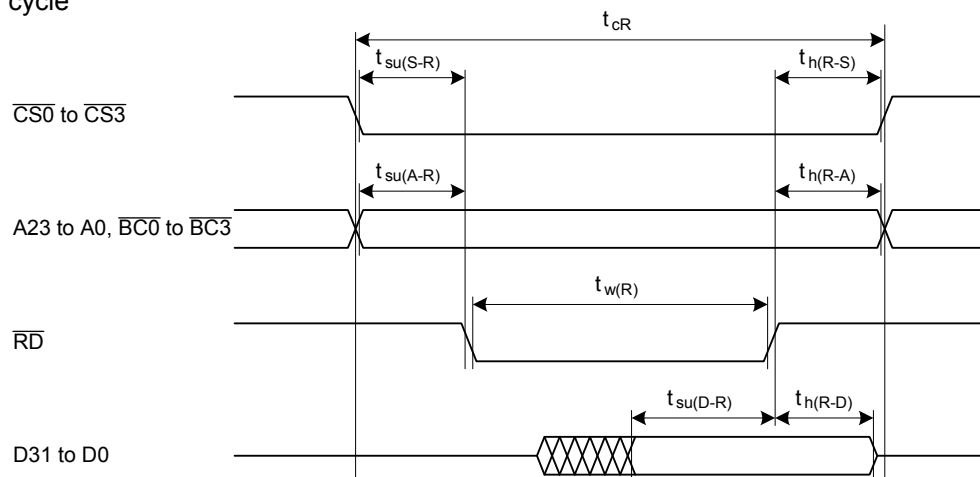 cycle
tcR
tsu(S-R)
th(R-S)
CS0 to CS3
tsu(A-R)
th(R-A)
A23 to A0, BC0 to BC3
tw(R)
RD
tsu(D-R)
th(R-D)
D31 to D0